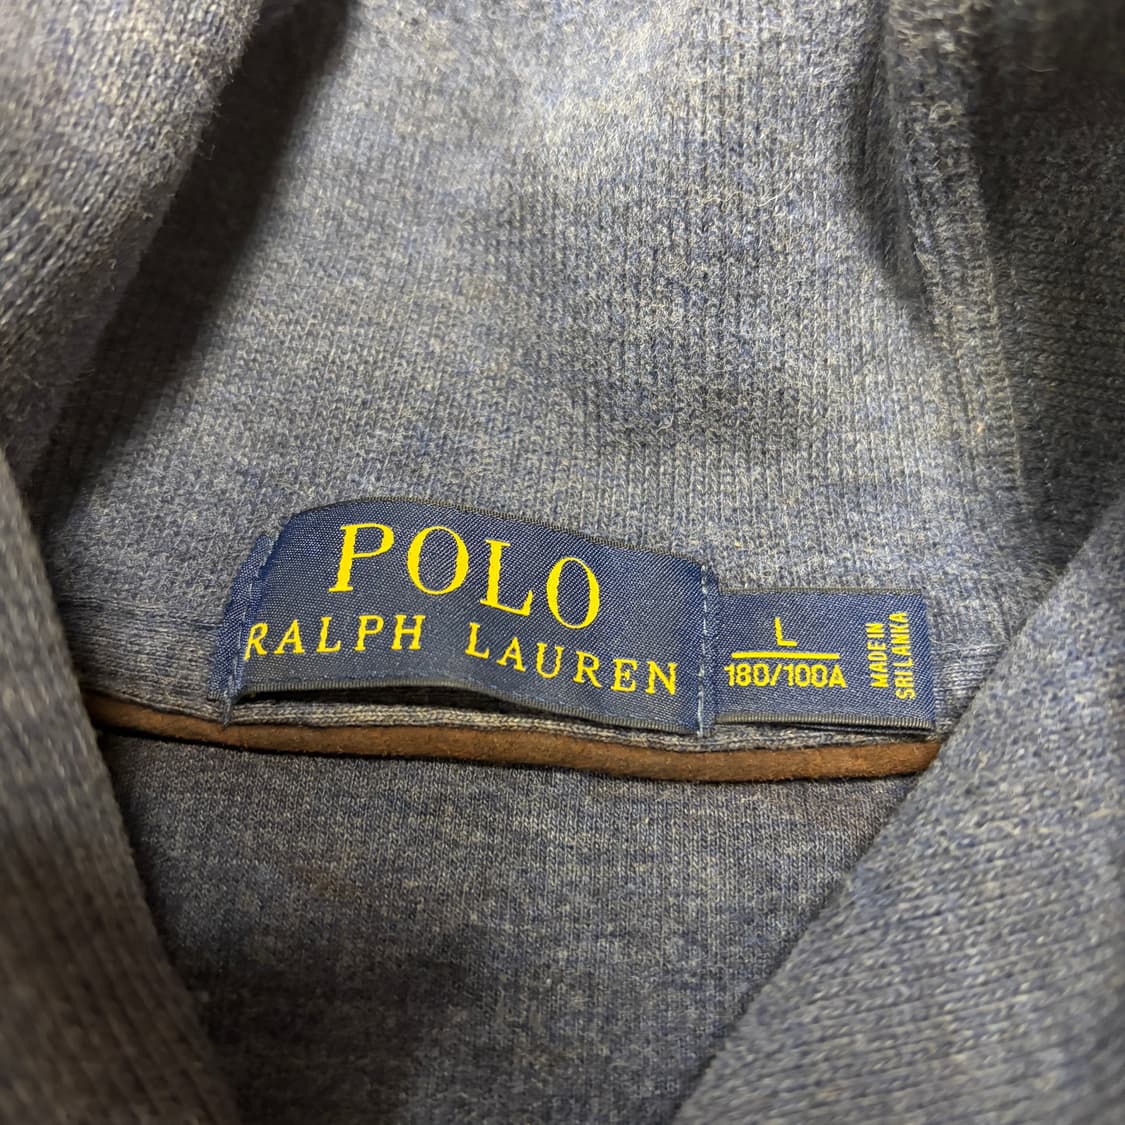 POLO
RALPH LAUREN
L
180/100A
MADE IN
SRI LANKA